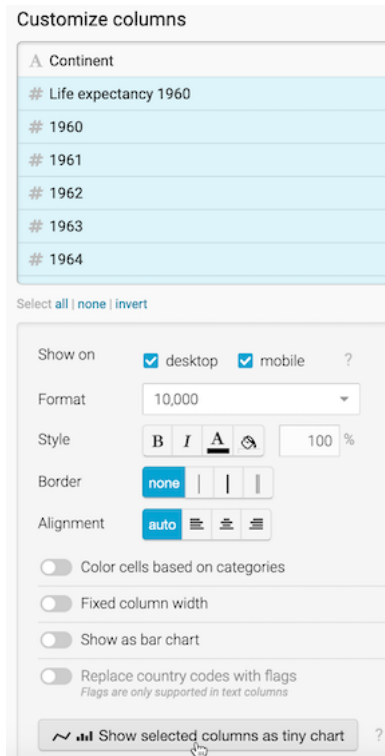 Customize columns
A Continent
# Life expectancy 1960
# 1960
# 1961
# 1962
# 1963
# 1964
Select all | none | invert
Show on desktop mobile ?
Format 10,000
Style B I A 100 %
Border none
Alignment auto
Color cells based on categories
Fixed column width
Show as bar chart
Replace country codes with flags
Flags are only supported in text columns
Show selected columns as tiny chart ?